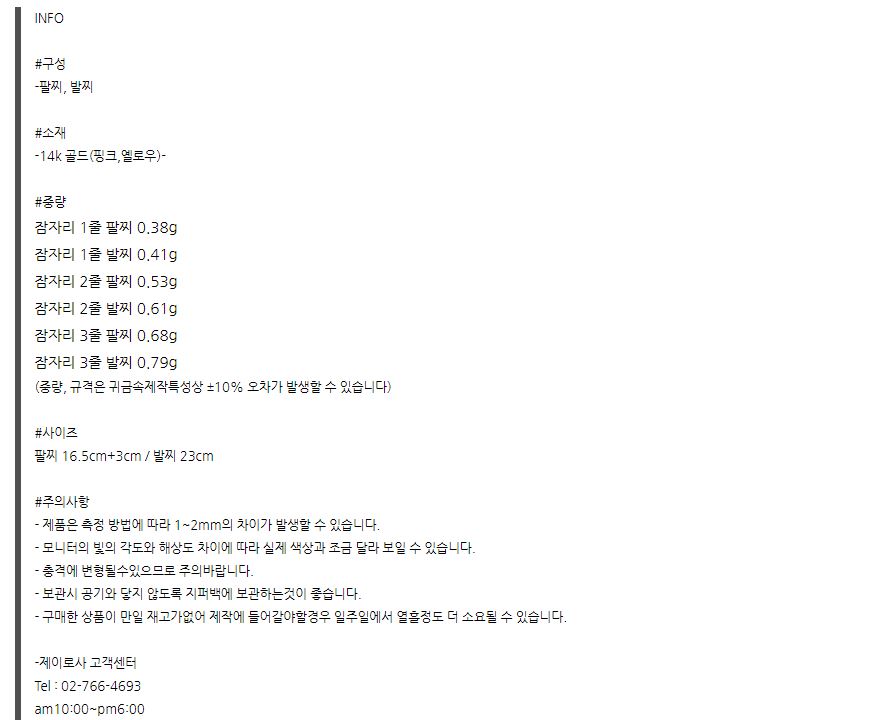 INFO
#구성
-팔찌, 발찌
#소재
-14k 골드(핑크,옐로우)-
#중량
잠자리 1줄 팔찌 0.38g
잠자리 1줄 발찌 0.41g
잠자리 2줄 팔찌 0.53g
잠자리 2줄 발찌 0.61g
잠자리 3줄 팔찌 0.68g
잠자리 3줄 발찌 0.79g
(중량, 규격은 귀금속제작특성상 ±10% 오차가 발생할 수 있습니다)
#사이즈
팔찌 16.5cm+3cm / 발찌 23cm
#주의사항
- 제품은 측정 방법에 따라 1~2mm의 차이가 발생할 수 있습니다.
- 모니터의 빛의 각도와 해상도 차이에 따라 실제 색상과 조금 달라 보일 수 있습니다.
- 충격에 변형될수있으므로 주의바랍니다.
- 보관시 공기와 닿지 않도록 지퍼백에 보관하는것이 좋습니다.
- 구매한 상품이 만일 재고가없어 제작에 들어갈야할경우 일주일에서 열흘정도 더 소요될 수 있습니다.
-제이로사 고객센터
Tel : 02-766-4693
am10:00~pm6:00